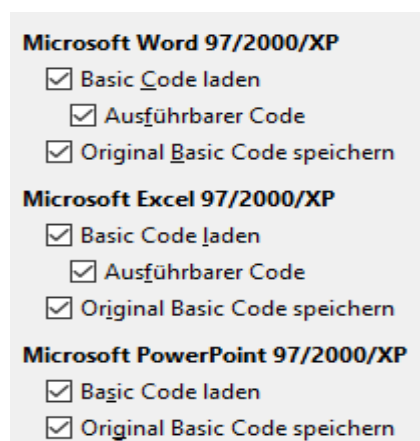 Microsoft Word 97/2000/XP
Basic Code laden
Ausführbarer Code
Original Basic Code speichern
Microsoft Excel 97/2000/XP
Basic Code laden
Ausführbarer Code
Original Basic Code speichern
Microsoft PowerPoint 97/2000/XP
Basic Code laden
Original Basic Code speichern